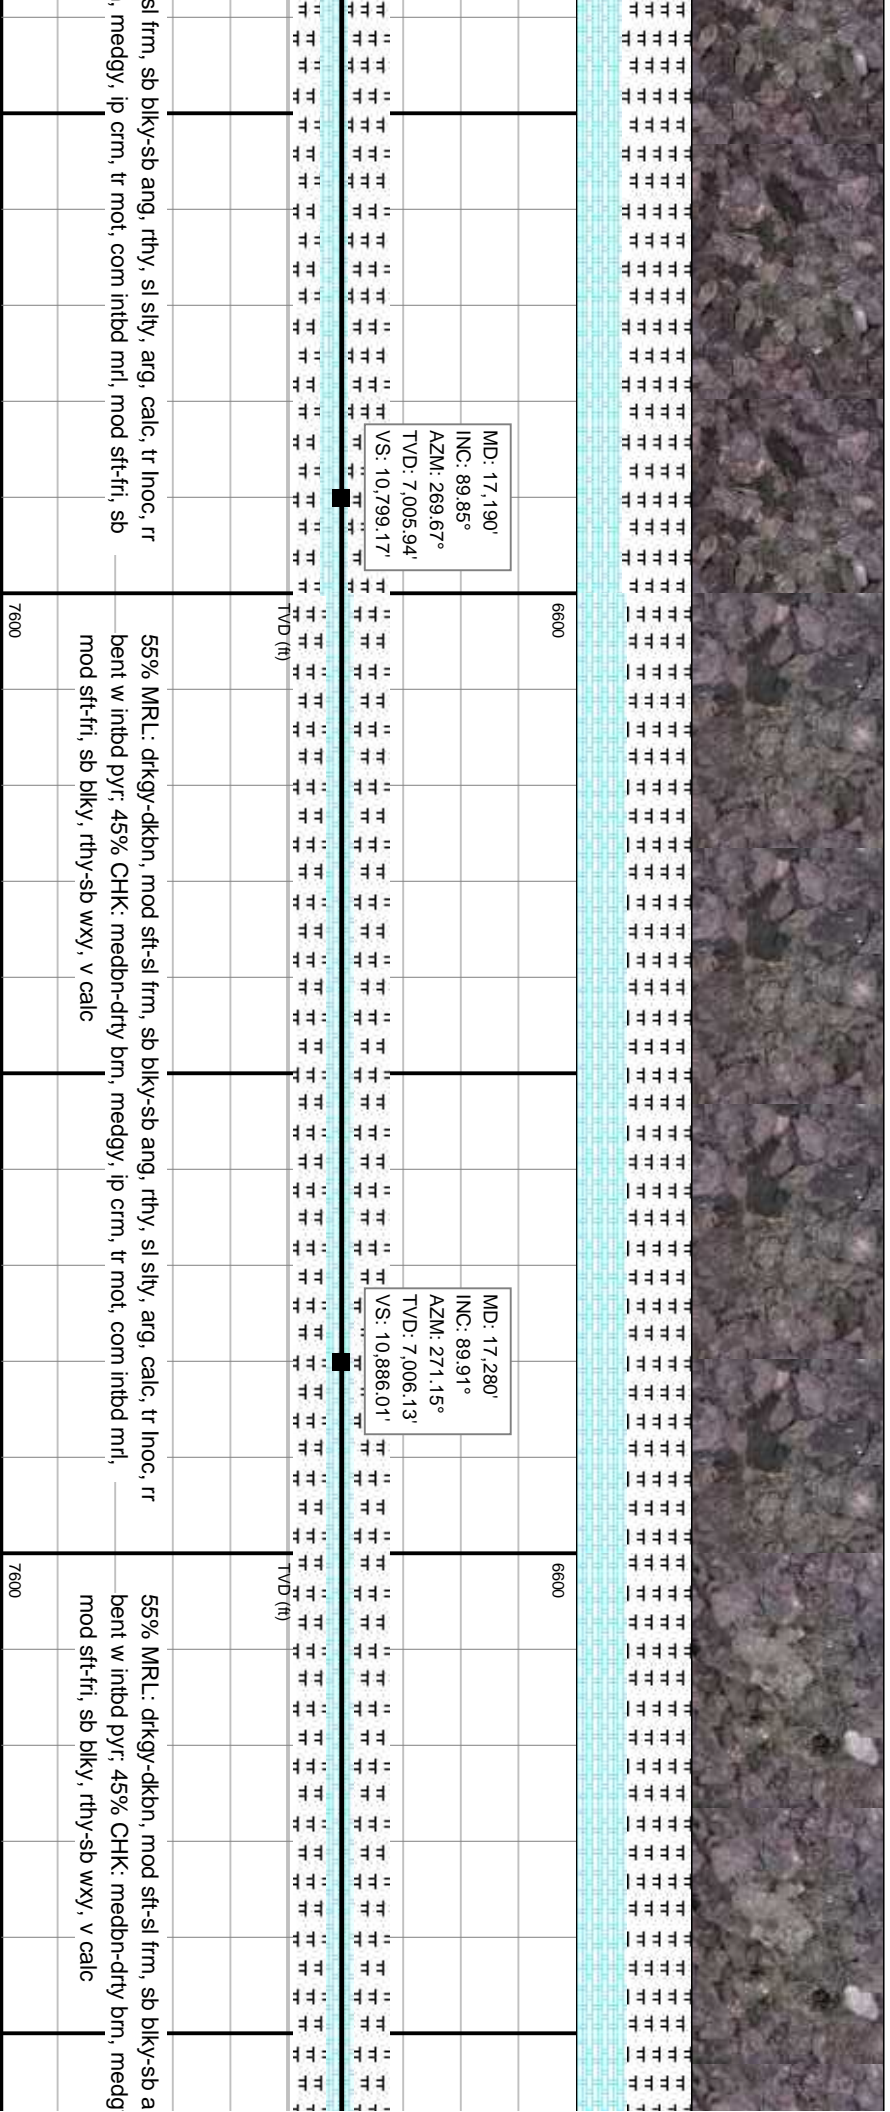 sl frm, sb blky-sb ang, rthy, sl slty, arg, calc, tr Inoc, rr
, medgy, ip crm, tr mot, com intbd mrl, mod sft-fri, sb
MD: 17,190'
INC: 89.85°
AZM: 269.67°
TVD: 7,005.94'
VS: 10,799.17'
6600
TVD (ft)
7600
55% MRL: drkgy-dkbn, mod sft-sl frm, sb blky-sb ang, rthy, sl slty, arg, calc, tr Inoc, rr
bent w intbd pyr; 45% CHK: medbn-drty brn, medgy, ip crm, tr mot, com intbd mrl,
mod sft-fri, sb blky, rthy-sb wxy, v calc
MD: 17,280'
INC: 89.91°
AZM: 271.15°
TVD: 7,006.13'
VS: 10,886.01'
6600
TVD (ft)
7600
55% MRL: drkgy-dkbn, mod sft-sl frm, sb blky-sb a
bent w intbd pyr; 45% CHK: medbn-drty brn, medg
mod sft-fri, sb blky, rthy-sb wxy, v calc